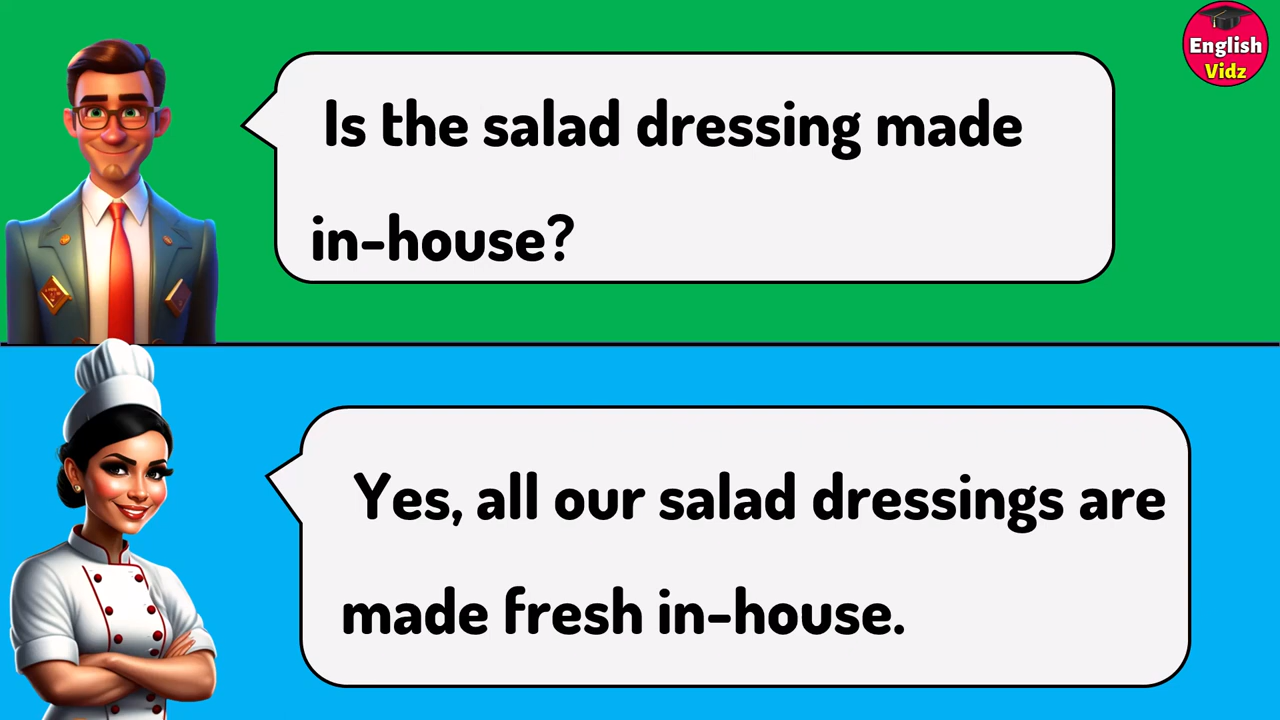 English
Vidz
Is the salad dressing made
in-house?
Yes, all our salad dressings are
made fresh in-house.